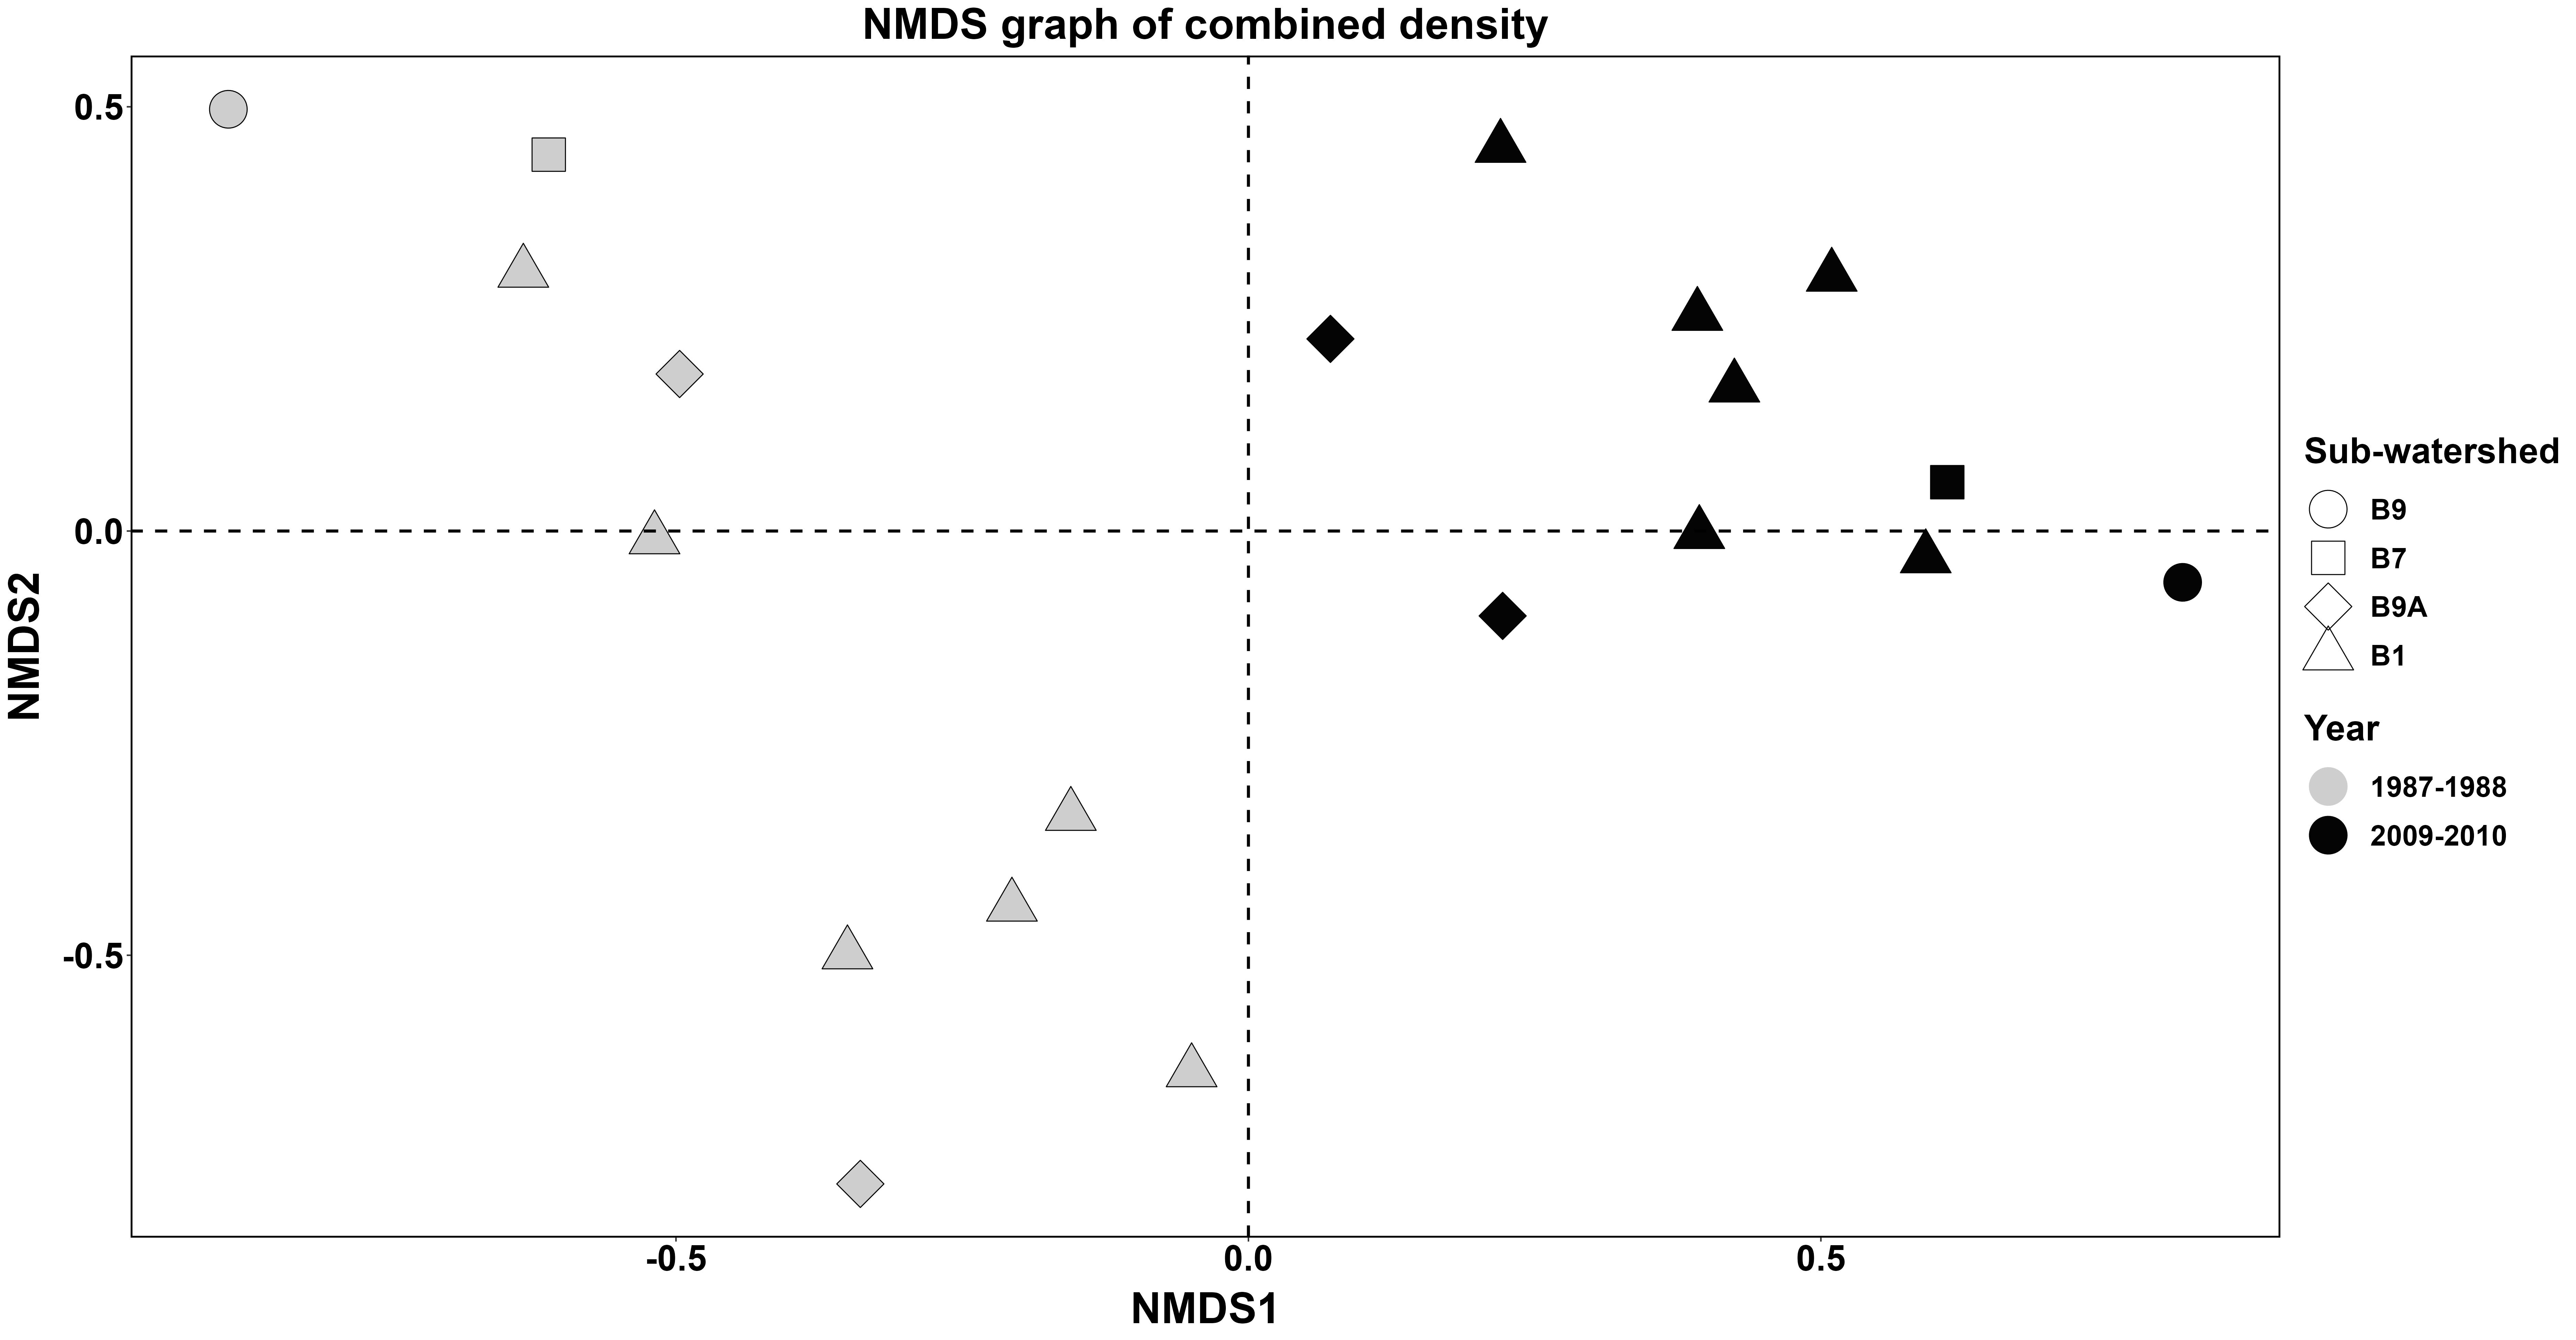 NMDS graph of combined density
0.5
0.0
-0.5
NMDS2
-0.5
0.0
0.5
NMDS1
Sub-watershed
B9
B7
B9A
B1
Year
1987-1988
2009-2010